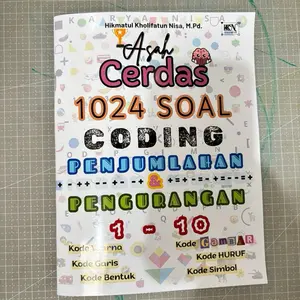 Hikmatul Kholifatun Nisa, M.Pd.
Asah
Cerdas
1024 SOAL
CODING
PENJUMLAHAN
&
PENGURANGAN
1 - 10
Kode Warna
Kode GAMBAR
Kode Garis
Kode HURUF
Kode Bentuk
Kode Simbol